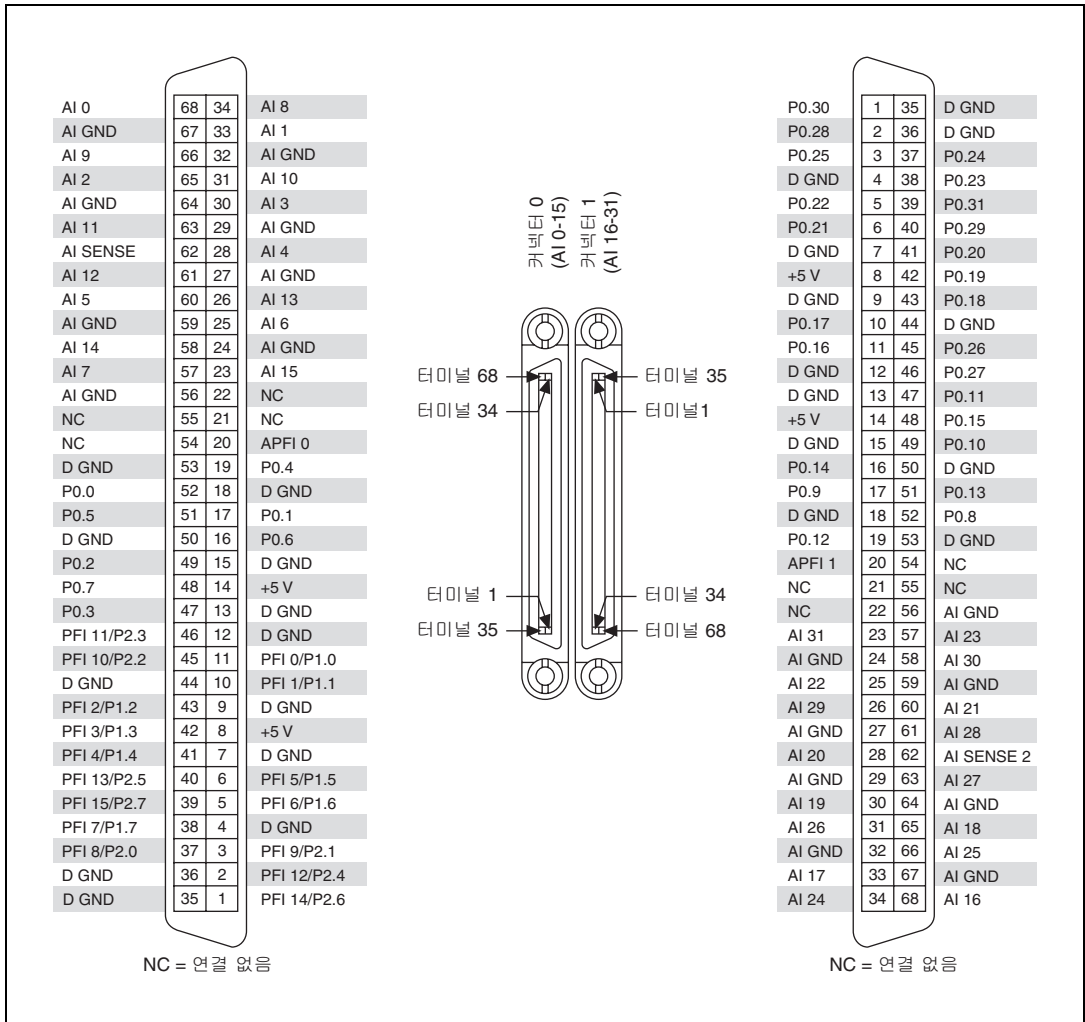 AI 0 68 34 AI 8
AI GND 67 33 AI 1
AI 9 66 32 AI GND
AI 2 65 31 AI 10
AI GND 64 30 AI 3
AI 11 63 29 AI GND
AI SENSE 62 28 AI 4
AI 12 61 27 AI GND
AI 5 60 26 AI 13
AI GND 59 25 AI 6
AI 14 58 24 AI GND
AI 7 57 23 AI 15
AI GND 56 22 NC
NC 55 21 NC
NC 54 20 APFI 0
D GND 53 19 P0.4
P0.0 52 18 D GND
P0.5 51 17 P0.1
D GND 50 16 P0.6
P0.2 49 15 D GND
P0.7 48 14 +5 V
P0.3 47 13 D GND
PFI 11/P2.3 46 12 D GND
PFI 10/P2.2 45 11 PFI 0/P1.0
D GND 44 10 PFI 1/P1.1
PFI 2/P1.2 43 9 D GND
PFI 3/P1.3 42 8 +5 V
PFI 4/P1.4 41 7 D GND
PFI 13/P2.5 40 6 PFI 5/P1.5
PFI 15/P2.7 39 5 PFI 6/P1.6
PFI 7/P1.7 38 4 D GND
PFI 8/P2.0 37 3 PFI 9/P2.1
D GND 36 2 PFI 12/P2.4
D GND 35 1 PFI 14/P2.6
NC = 연결 없음
커넥터 0
(AI 0-15)
커넥터 1
(AI 16-31)
터미널 68
터미널 35
터미널 34
터미널1
터미널 1
터미널 34
터미널 35
터미널 68
P0.30 1 35 D GND
P0.28 2 36 D GND
P0.25 3 37 P0.24
D GND 4 38 P0.23
P0.22 5 39 P0.31
P0.21 6 40 P0.29
D GND 7 41 P0.20
+5 V 8 42 P0.19
D GND 9 43 P0.18
P0.17 10 44 D GND
P0.16 11 45 P0.26
D GND 12 46 P0.27
D GND 13 47 P0.11
+5 V 14 48 P0.15
D GND 15 49 P0.10
P0.14 16 50 D GND
P0.9 17 51 P0.13
D GND 18 52 P0.8
P0.12 19 53 D GND
APFI 1 20 54 NC
NC 21 55 NC
NC 22 56 AI GND
AI 31 23 57 AI 23
AI GND 24 58 AI 30
AI 22 25 59 AI GND
AI 29 26 60 AI 21
AI GND 27 61 AI 28
AI 20 28 62 AI SENSE 2
AI GND 29 63 AI 27
AI 19 30 64 AI GND
AI 26 31 65 AI 18
AI GND 32 66 AI 25
AI 17 33 67 AI GND
AI 24 34 68 AI 16
NC = 연결 없음